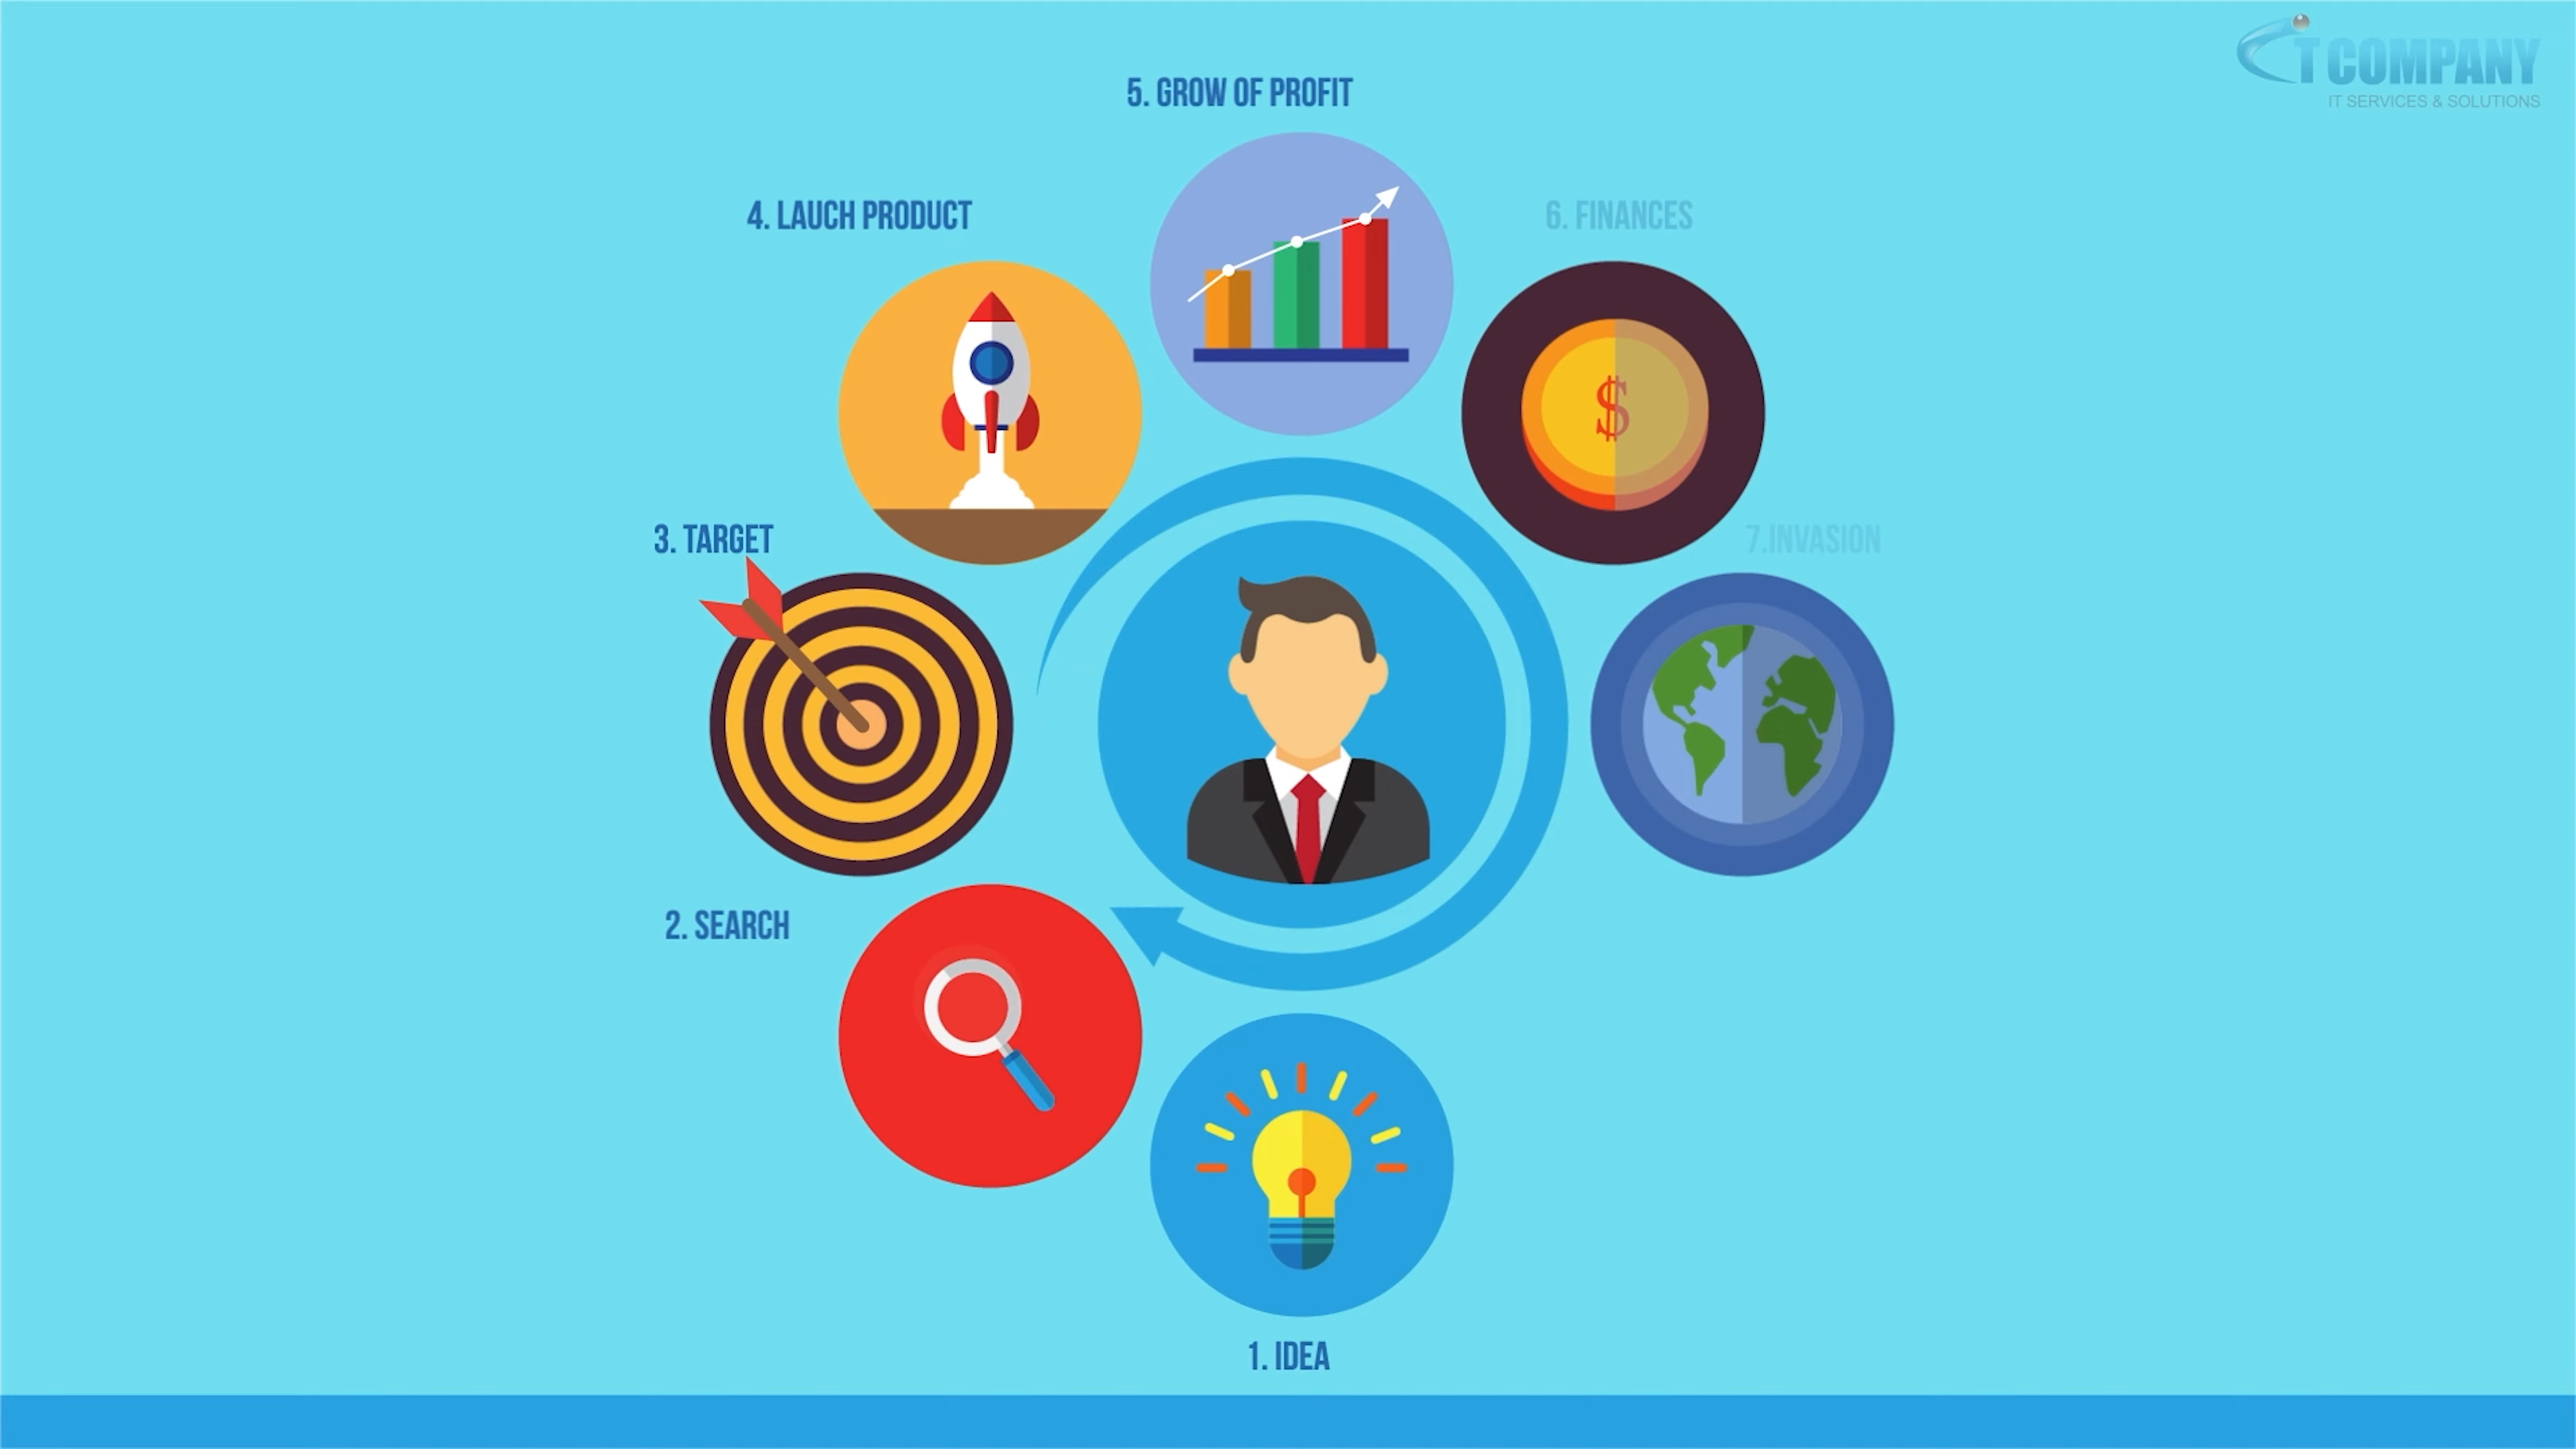 iT COMPANY
IT SERVICES & SOLUTIONS
5. GROW OF PROFIT
4. LAUCH PRODUCT
6. FINANCES
3. TARGET
7.INVASION
$
2. SEARCH
1. IDEA